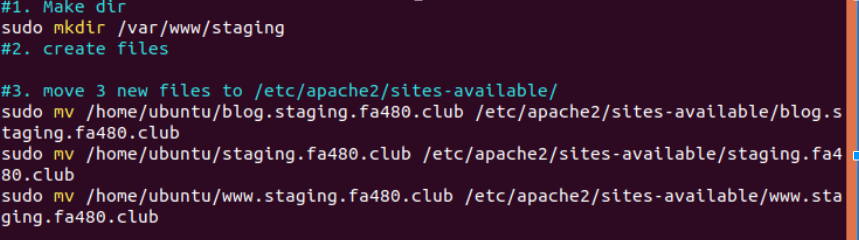 #1. Make dir
sudo mkdir /var/www/staging
#2. create files
#3. move 3 new files to /etc/apache2/sites-available/
sudo mv /home/ubuntu/blog.staging.fa480.club /etc/apache2/sites-available/blog.s
taging.fa480.club
sudo mv /home/ubuntu/staging.fa480.club /etc/apache2/sites-available/staging.fa4
80.club
sudo mv /home/ubuntu/www.staging.fa480.club /etc/apache2/sites-available/www.sta
ging.fa480.club